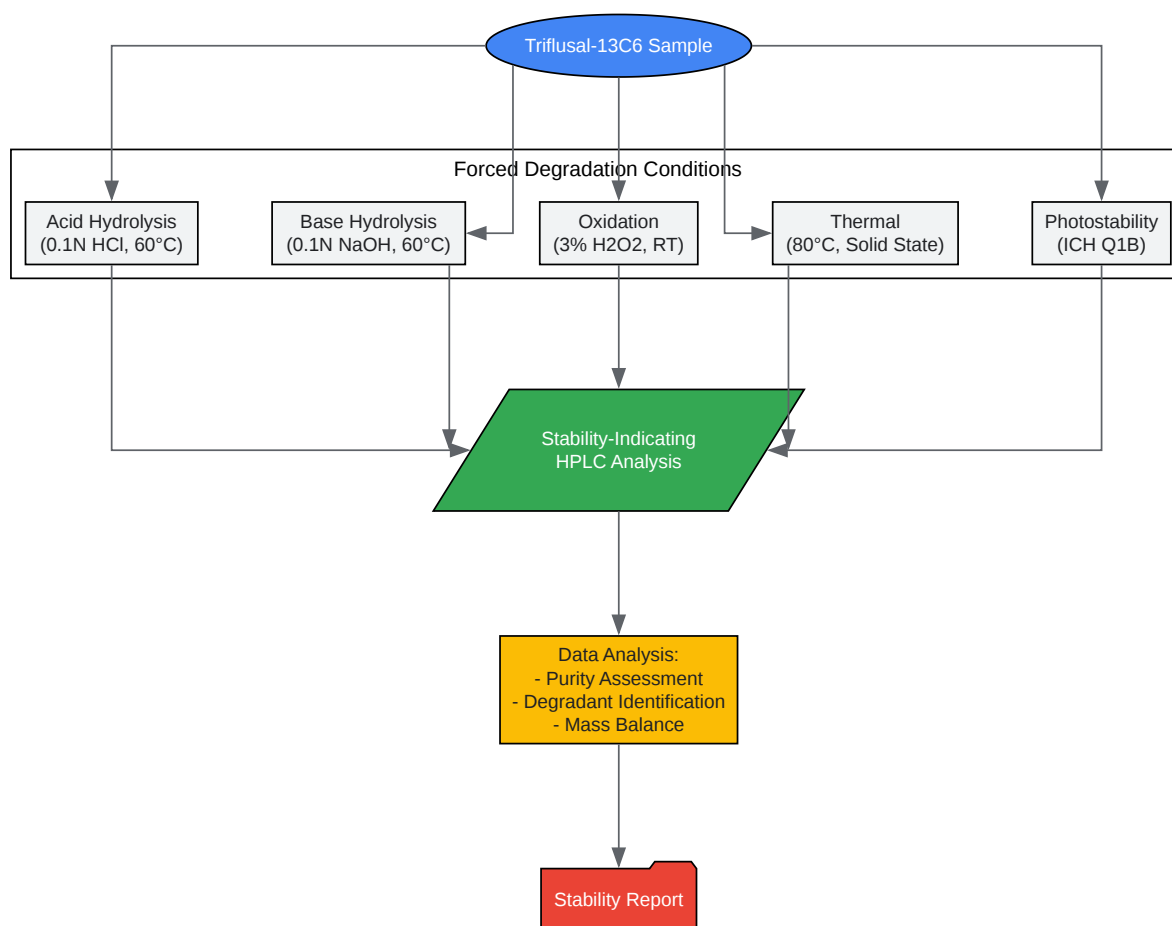 Triflusal-13C6 Sample
Forced Degradation Conditions
Acid Hydrolysis
(0.1N HCl, 60°C)
Base Hydrolysis
(0.1N NaOH, 60°C)
Oxidation
(3% H2O2, RT)
Thermal
(80°C, Solid State)
Photostability
(ICH Q1B)
Stability-Indicating
HPLC Analysis
Data Analysis:
- Purity Assessment
- Degradant Identification
- Mass Balance
Stability Report